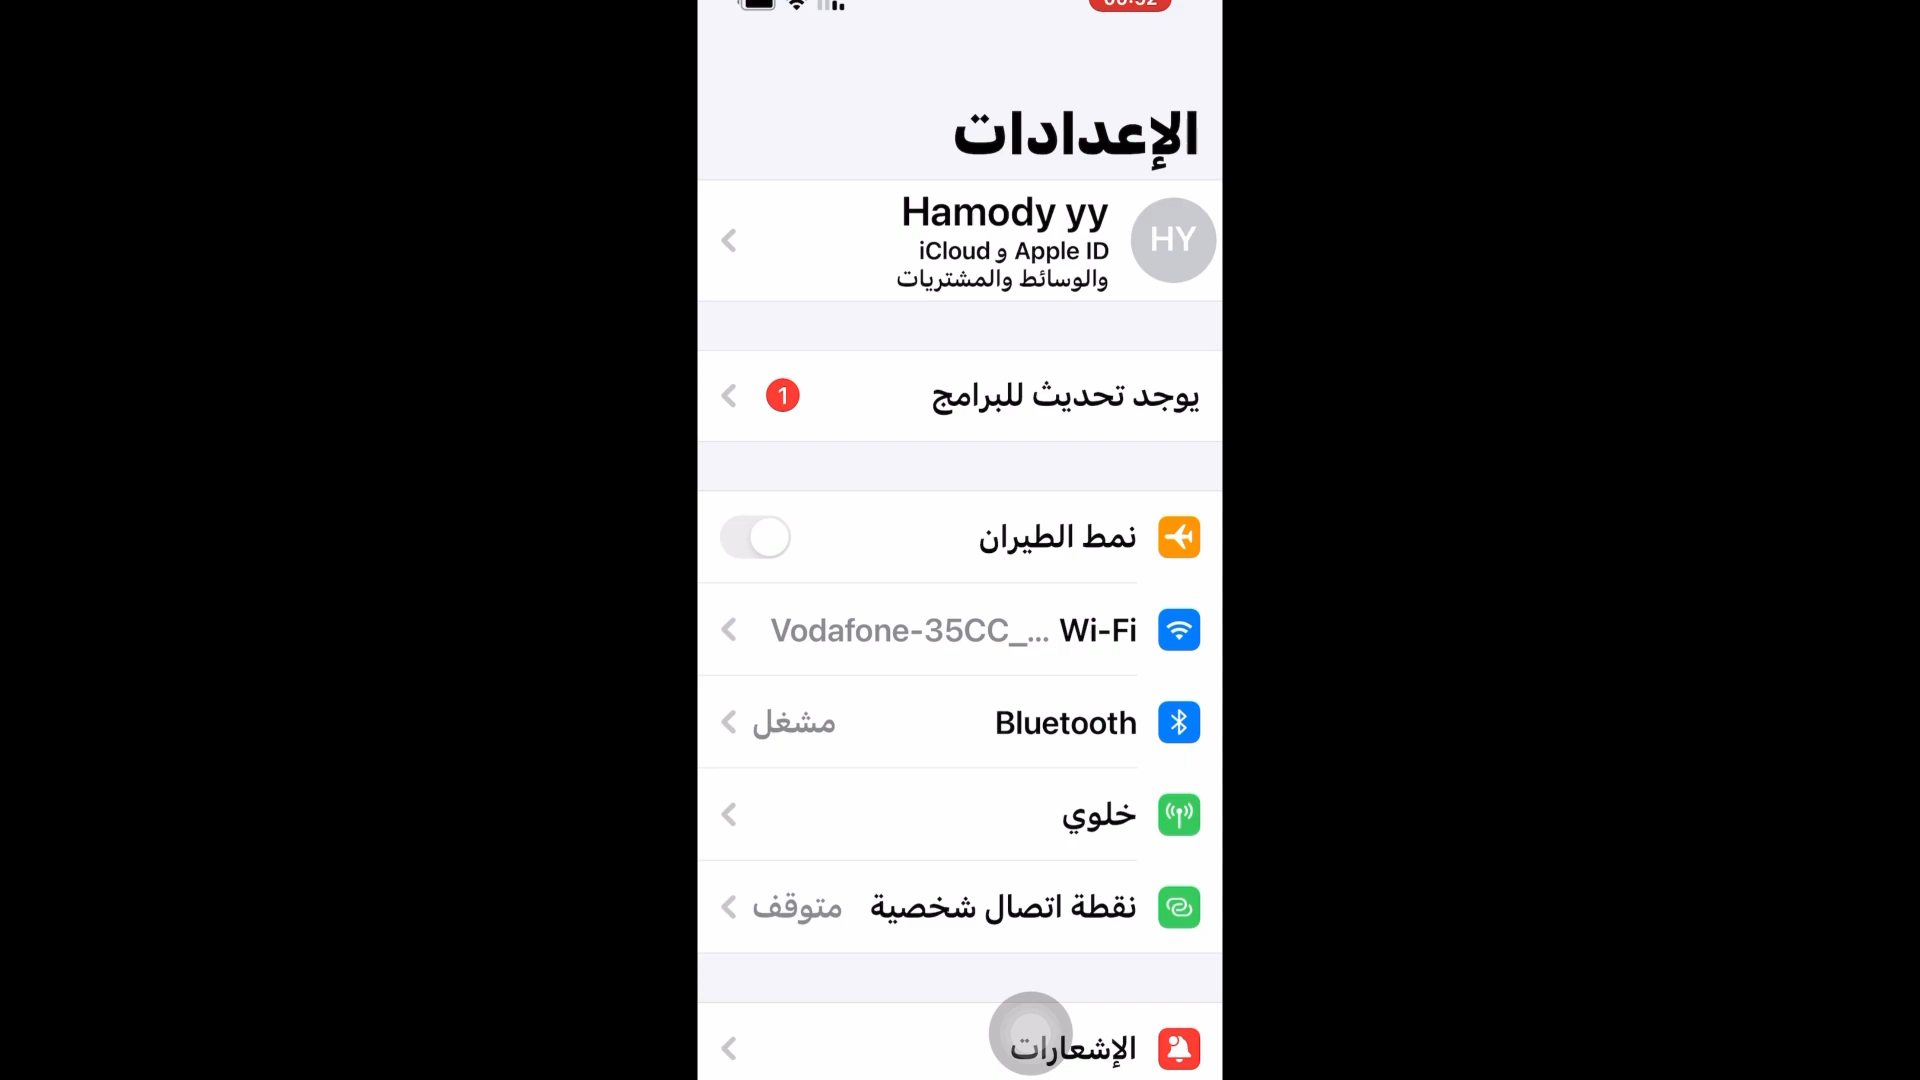 الإعدادات
Hamody yy
HY
Apple ID و iCloud
والوسائط والمشتريات
يوجد تحديث للبرامج
1
نمط الطيران
Wi-Fi Vodafone-35CC_...
Bluetooth مشغل
خلوي
نقطة اتصال شخصية متوقف
الإشعارات